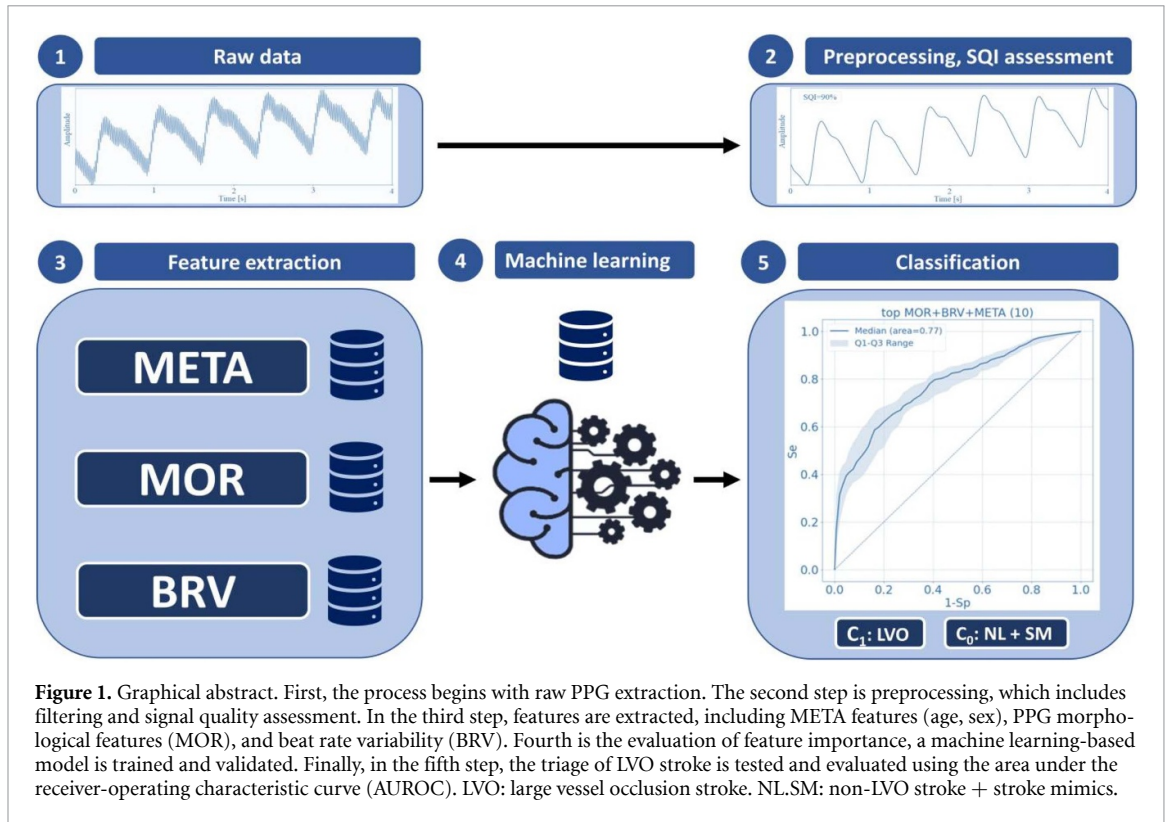 1 Raw data
2 Preprocessing, SQI assessment
Amplitude
0 1 2 3 4
Time [s]
SQI=90%
Amplitude
0 1 2 3 4
Time [s]
3 Feature extraction
4 Machine learning
5 Classification
META
MOR
BRV
top MOR+BRV+META (10)
Median (area=0.77)
Q1-Q3 Range
1.0
0.8
0.6
0.4
0.2
0.0
Se
0.0 0.2 0.4 0.6 0.8 1.0
1-Sp
C₁: LVO
C₀: NL + SM
Figure 1. Graphical abstract. First, the process begins with raw PPG extraction. The second step is preprocessing, which includes
filtering and signal quality assessment. In the third step, features are extracted, including META features (age, sex), PPG morpho-
logical features (MOR), and beat rate variability (BRV). Fourth is the evaluation of feature importance, a machine learning-based
model is trained and validated. Finally, in the fifth step, the triage of LVO stroke is tested and evaluated using the area under the
receiver-operating characteristic curve (AUROC). LVO: large vessel occlusion stroke. NL.SM: non-LVO stroke + stroke mimics.